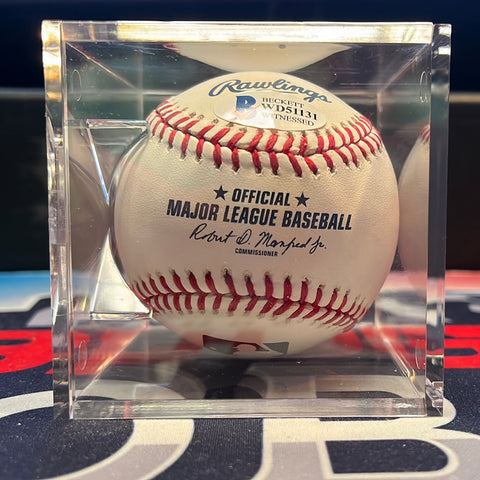 Rawlings
BECKETT
WD51131
WITNESSED
OFFICIAL
MAJOR LEAGUE BASEBALL
Robert D. Manfred Jr.
COMMISSIONER